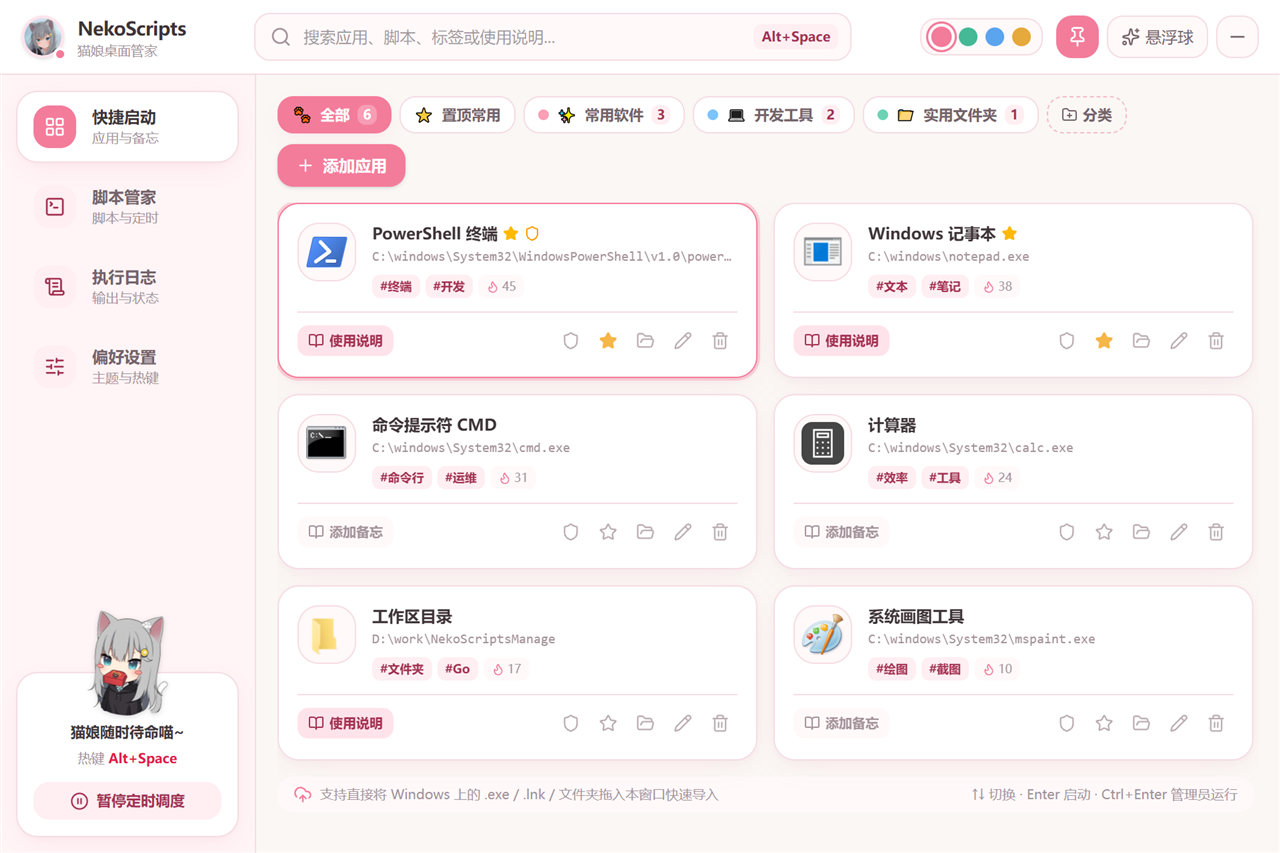 NekoScripts
猫娘桌面管家
搜索应用、脚本、标签或使用说明...
Alt+Space
悬浮球
快捷启动
应用与备忘
脚本管家
脚本与定时
执行日志
输出与状态
偏好设置
主题与热键
猫娘随时待命喵~
热键 Alt+Space
暂停定时调度
全部 6
置顶常用
常用软件 3
开发工具 2
实用文件夹 1
分类
添加应用
PowerShell 终端
C:\windows\System32\WindowsPowerShell\v1.0\power…
#终端 #开发 45
使用说明
Windows 记事本
C:\windows\notepad.exe
#文本 #笔记 38
使用说明
命令提示符 CMD
C:\windows\System32\cmd.exe
#命令行 #运维 31
添加备忘
计算器
C:\windows\System32\calc.exe
#效率 #工具 24
添加备忘
工作区目录
D:\work\NekoScriptsManage
#文件夹 #Go 17
使用说明
系统画图工具
C:\windows\System32\mspaint.exe
#绘图 #截图 10
添加备忘
支持直接将 Windows 上的 .exe / .lnk / 文件夹拖入本窗口快速导入
↑↓ 切换 · Enter 启动 · Ctrl+Enter 管理员运行